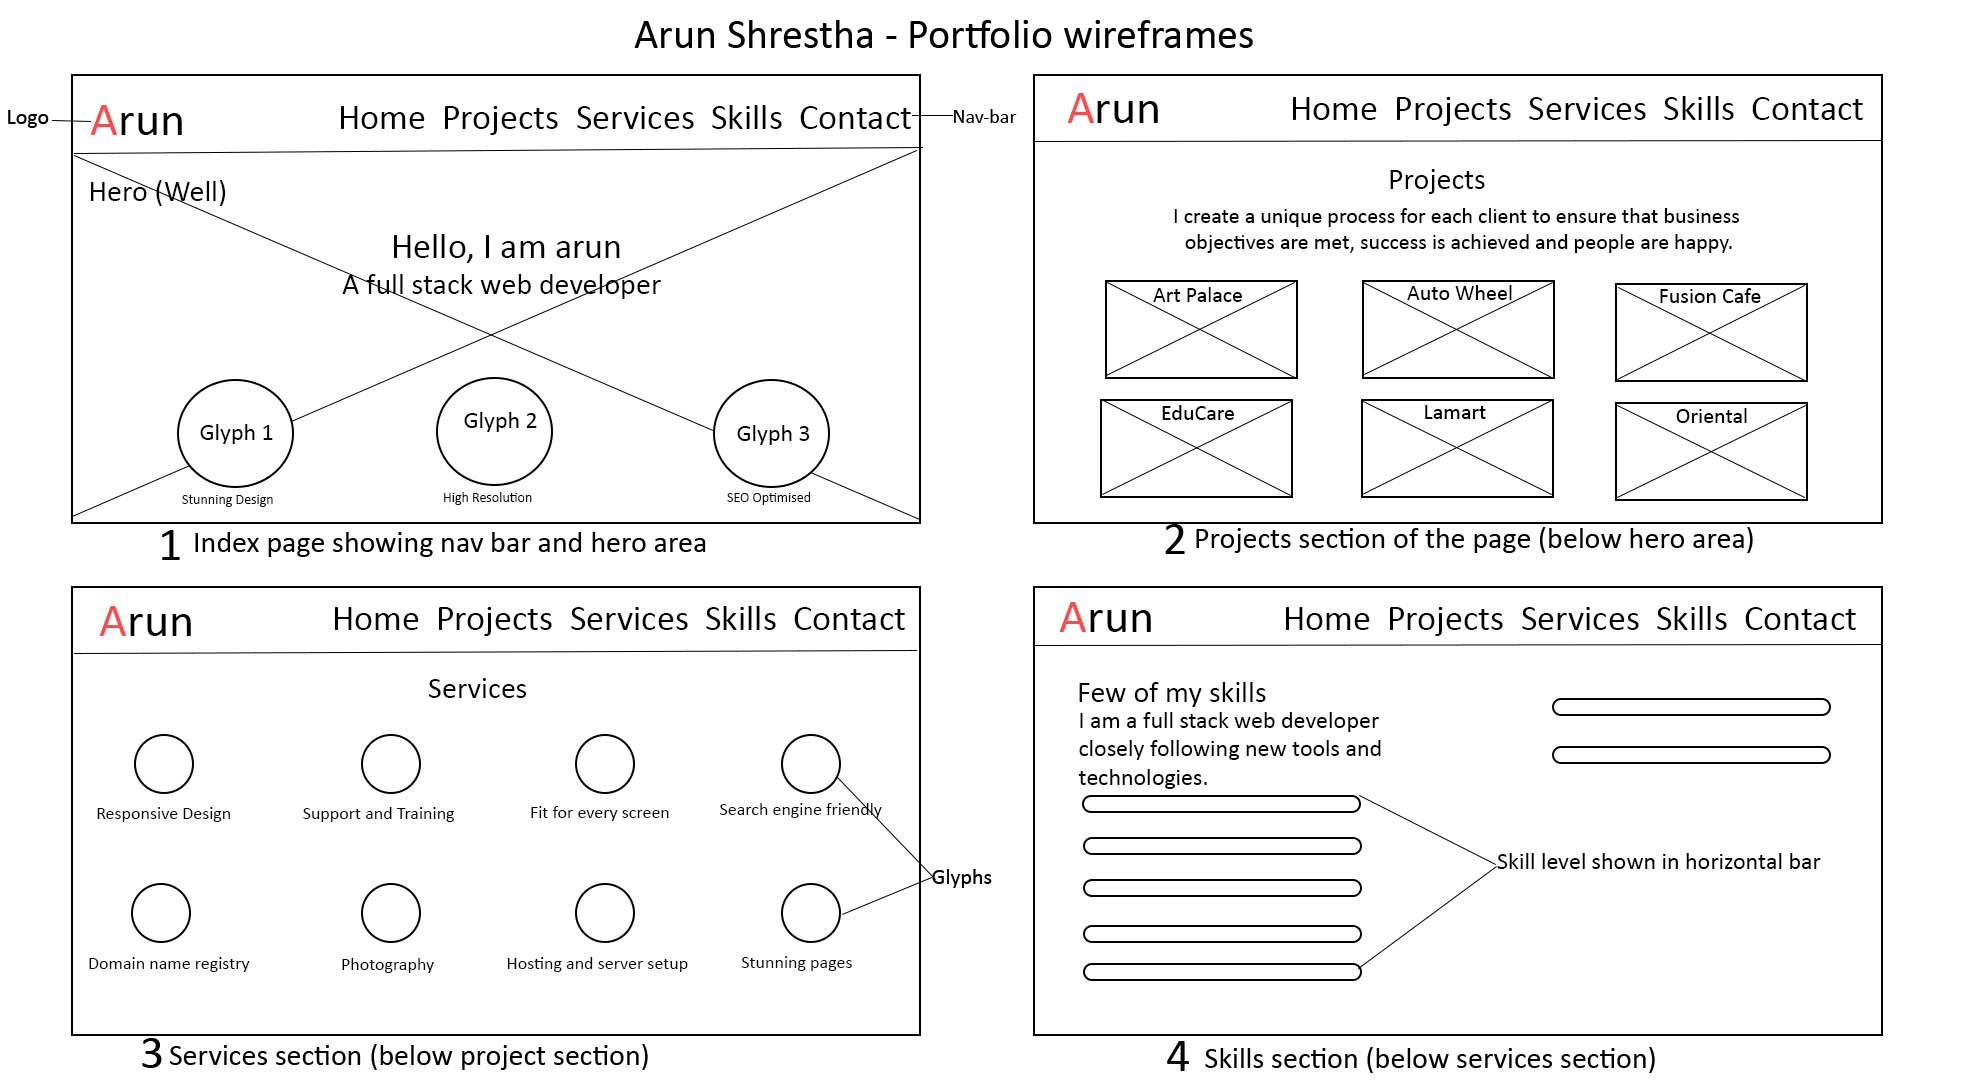 Arun Shrestha - Portfolio wireframes
Logo
Arun
Home Projects Services Skills Contact
Nav-bar
Hero (Well)
Hello, I am arun
A full stack web developer
Glyph 1
Glyph 2
Glyph 3
Stunning Design
High Resolution
SEO Optimised
1 Index page showing nav bar and hero area
Arun
Home Projects Services Skills Contact
Projects
I create a unique process for each client to ensure that business
objectives are met, success is achieved and people are happy.
Art Palace
Auto Wheel
Fusion Cafe
EduCare
Lamart
Oriental
2 Projects section of the page (below hero area)
Arun
Home Projects Services Skills Contact
Services
Responsive Design
Support and Training
Fit for every screen
Search engine friendly
Glyphs
Domain name registry
Photography
Hosting and server setup
Stunning pages
3 Services section (below project section)
Arun
Home Projects Services Skills Contact
Few of my skills
I am a full stack web developer
closely following new tools and
technologies.
Skill level shown in horizontal bar
4 Skills section (below services section)